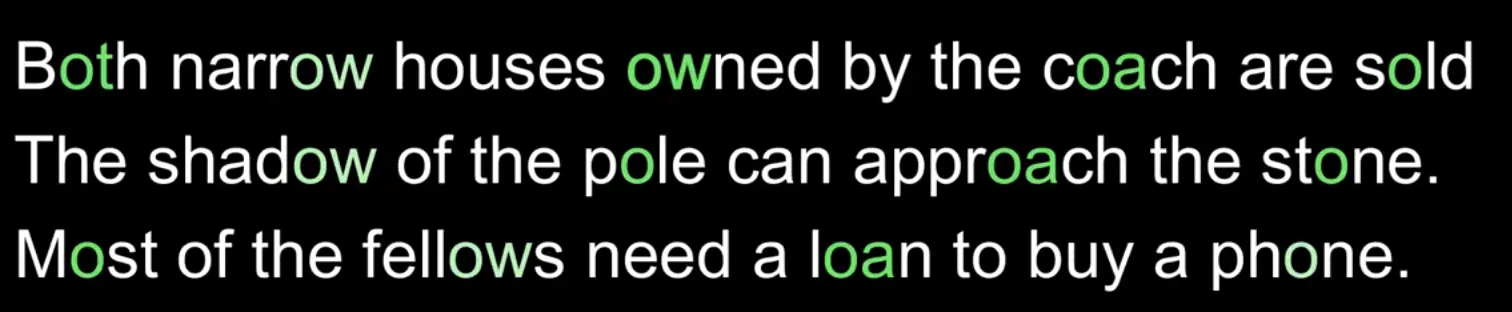 Both narrow houses owned by the coach are sold
The shadow of the pole can approach the stone.
Most of the fellows need a loan to buy a phone.